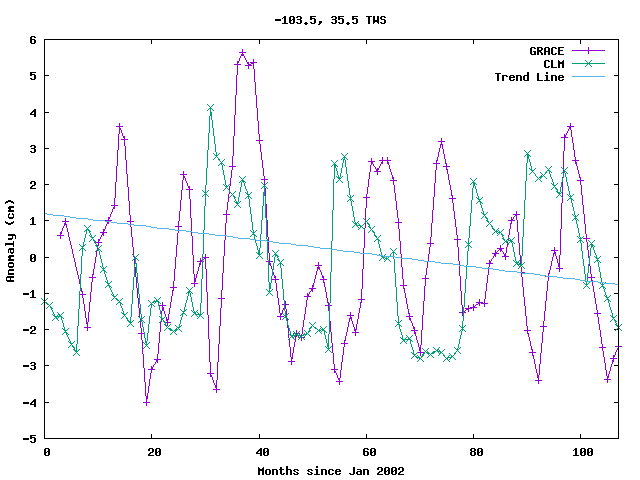 -103.5, 35.5 TWS
GRACE
CLM
Trend Line
6
5
4
3
2
1
0
-1
-2
-3
-4
-5
Anomaly (cm)
0 20 40 60 80 100
Months since Jan 2002